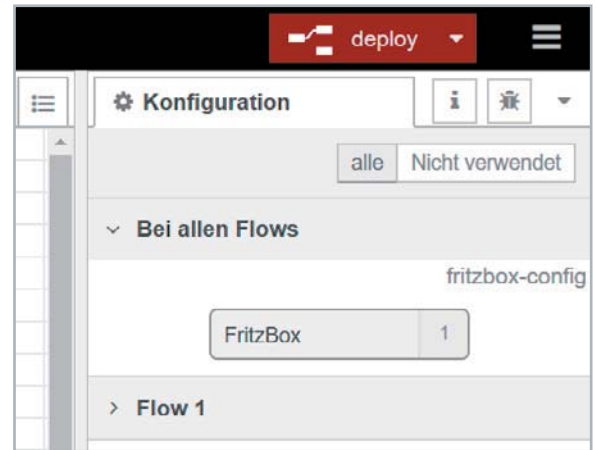 deploy
Konfiguration
alle Nicht verwendet
Bei allen Flows
fritzbox-config
FritzBox 1
Flow 1